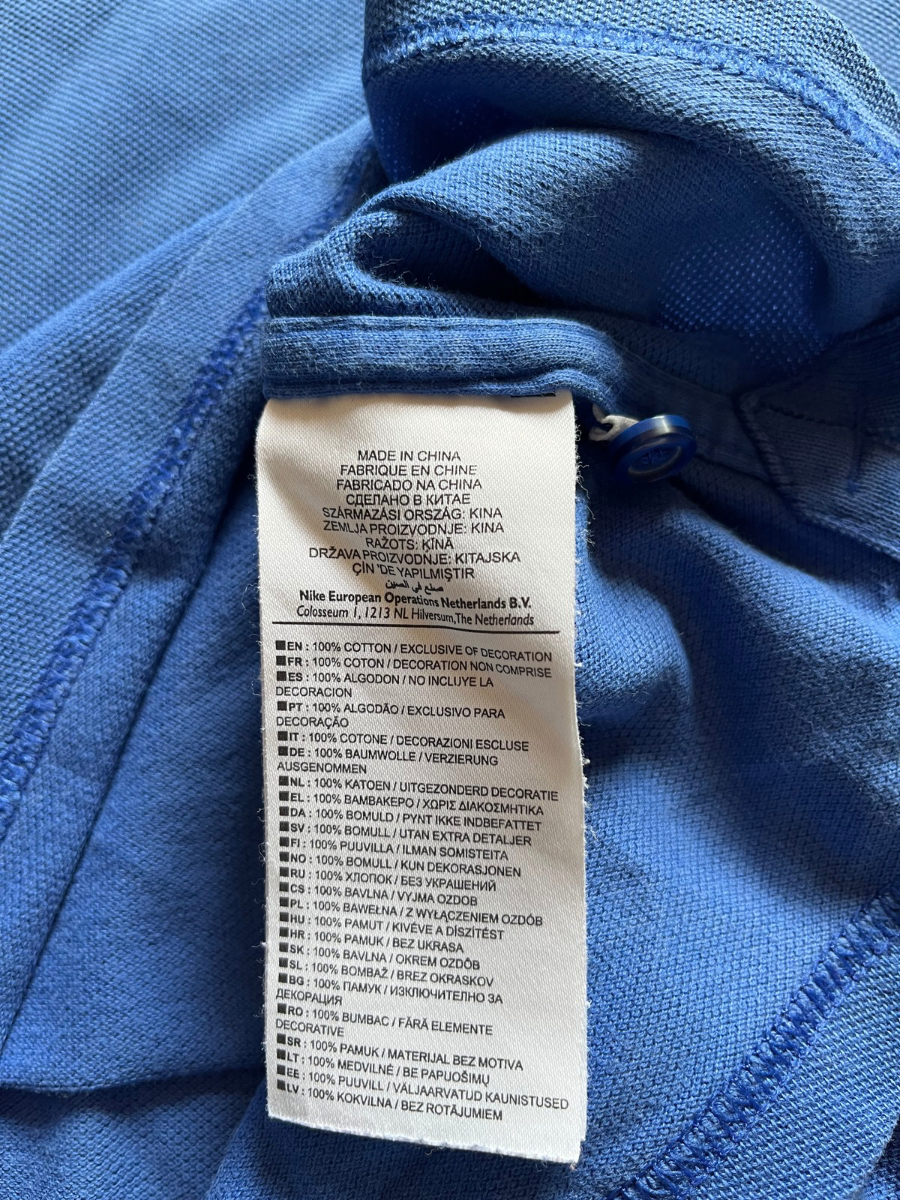 MADE IN CHINA
FABRIQUE EN CHINE
FABRICADO NA CHINA
СДЕЛАНО В КИТАЕ
SZÁRMAZÁSI ORSZÁG: KINA
ZEMLJA PROIZVODNJE: KINA
RAŽOTS: ĶĪNĀ
DRŽAVA PROIZVODNJE: KITAJSKA
ÇİN 'DE YAPILMIŞTIR
صنع في الصين
Nike European Operations Netherlands B.V.
Colosseum 1, 1213 NL Hilversum,The Netherlands
EN : 100% COTTON / EXCLUSIVE OF DECORATION
FR : 100% COTON / DECORATION NON COMPRISE
ES : 100% ALGODON / NO INCLUYE LA
DECORACION
PT : 100% ALGODÃO / EXCLUSIVO PARA
DECORAÇÃO
IT : 100% COTONE / DECORAZIONI ESCLUSE
DE : 100% BAUMWOLLE / VERZIERUNG
AUSGENOMMEN
NL : 100% KATOEN / UITGEZONDERD DECORATIE
EL : 100% ΒΑΜΒΑΚΕΡΟ / ΧΩΡΙΣ ΔΙΑΚΟΣΜΗΤΙΚΑ
DA : 100% BOMULD / PYNT IKKE INDBEFATTET
SV : 100% BOMULL / UTAN EXTRA DETALJER
FI : 100% PUUVILLA / ILMAN SOMISTEITA
NO : 100% BOMULL / KUN DEKORASJONEN
RU : 100% ХЛОПОК / БЕЗ УКРАШЕНИЙ
CS : 100% BAVLNA / VYJMA OZDOB
PL : 100% BAWEŁNA / Z WYŁĄCZENIEM OZDÓB
HU : 100% PAMUT / KIVÉVE A DÍSZÍTÉST
HR : 100% PAMUK / BEZ UKRASA
SK : 100% BAVLNA / OKREM OZDÔB
SL : 100% BOMBAŽ / BREZ OKRASKOV
BG : 100% ПАМУК / ИЗКЛЮЧИТЕЛНО ЗА
ДЕКОРАЦИЯ
RO : 100% BUMBAC / FĂRĂ ELEMENTE
DECORATIVE
SR : 100% PAMUK / MATERIJAL BEZ MOTIVA
LT : 100% MEDVILNĖ / BE PAPUOŠIMŲ
EE : 100% PUUVILL / VÄLJAARVATUD KAUNISTUSED
LV : 100% KOKVILNA / BEZ ROTĀJUMIEM